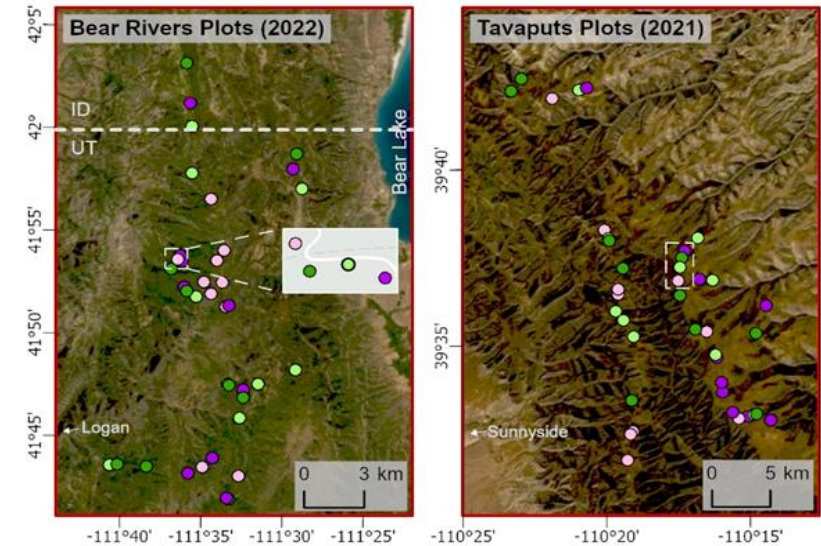 Bear Rivers Plots (2022)
Tavaputs Plots (2021)
42°5'
42°
41°55'
41°50'
41°45'
ID
UT
Bear Lake
Logan
0 3 km
-111°40' -111°35' -111°30' -111°25'
39°40'
39°35'
Sunnyside
0 5 km
-110°25' -110°20' -110°15'